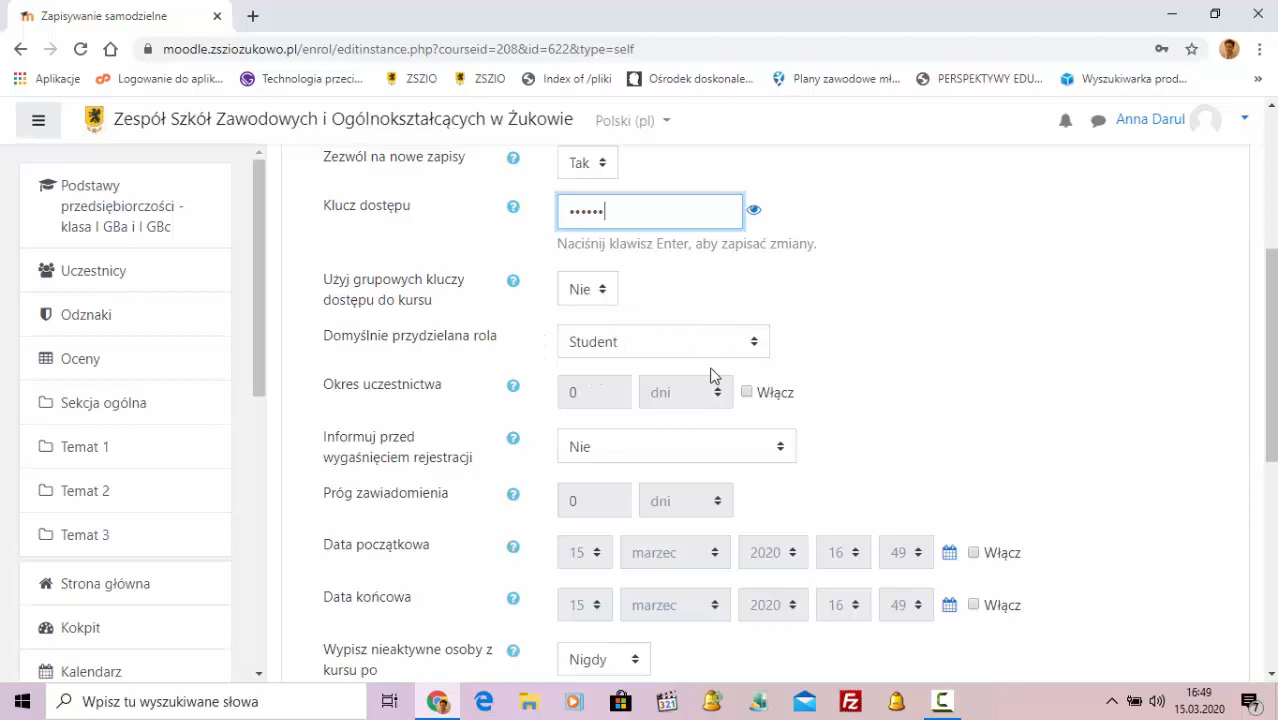 Zapisywanie samodzielne
moodle.zsziozukowo.pl/enrol/editinstance.php?courseid=208&id=622&type=self
Aplikacje
Logowanie do aplik...
Technologia przeci...
ZSZIO
ZSZIO
Index of /pliki
Ośrodek doskonale...
Plany zawodowe mł...
PERSPEKTYWY EDU...
Wyszukiwarka prod...
»
Zespół Szkół Zawodowych i Ogólnokształcących w Żukowie
Polski (pl)
Anna Darul
Podstawy
przedsiębiorczości -
klasa I GBa i I GBc
Uczestnicy
Odznaki
Oceny
Sekcja ogólna
Temat 1
Temat 2
Temat 3
Strona główna
Kokpit
Kalendarz
Zezwól na nowe zapisy
Tak
Klucz dostępu
••••••
Naciśnij klawisz Enter, aby zapisać zmiany.
Użyj grupowych kluczy
dostępu do kursu
Nie
Domyślnie przydzielana rola
Student
Okres uczestnictwa
0 dni Włącz
Informuj przed
wygaśnięciem rejestracji
Nie
Próg zawiadomienia
0 dni
Data początkowa
15 marzec 2020 16 49 Włącz
Data końcowa
15 marzec 2020 16 49 Włącz
Wypisz nieaktywne osoby z
kursu po
Nigdy
Wpisz tu wyszukiwane słowa
321
FZ
C
16:49
15.03.2020
7